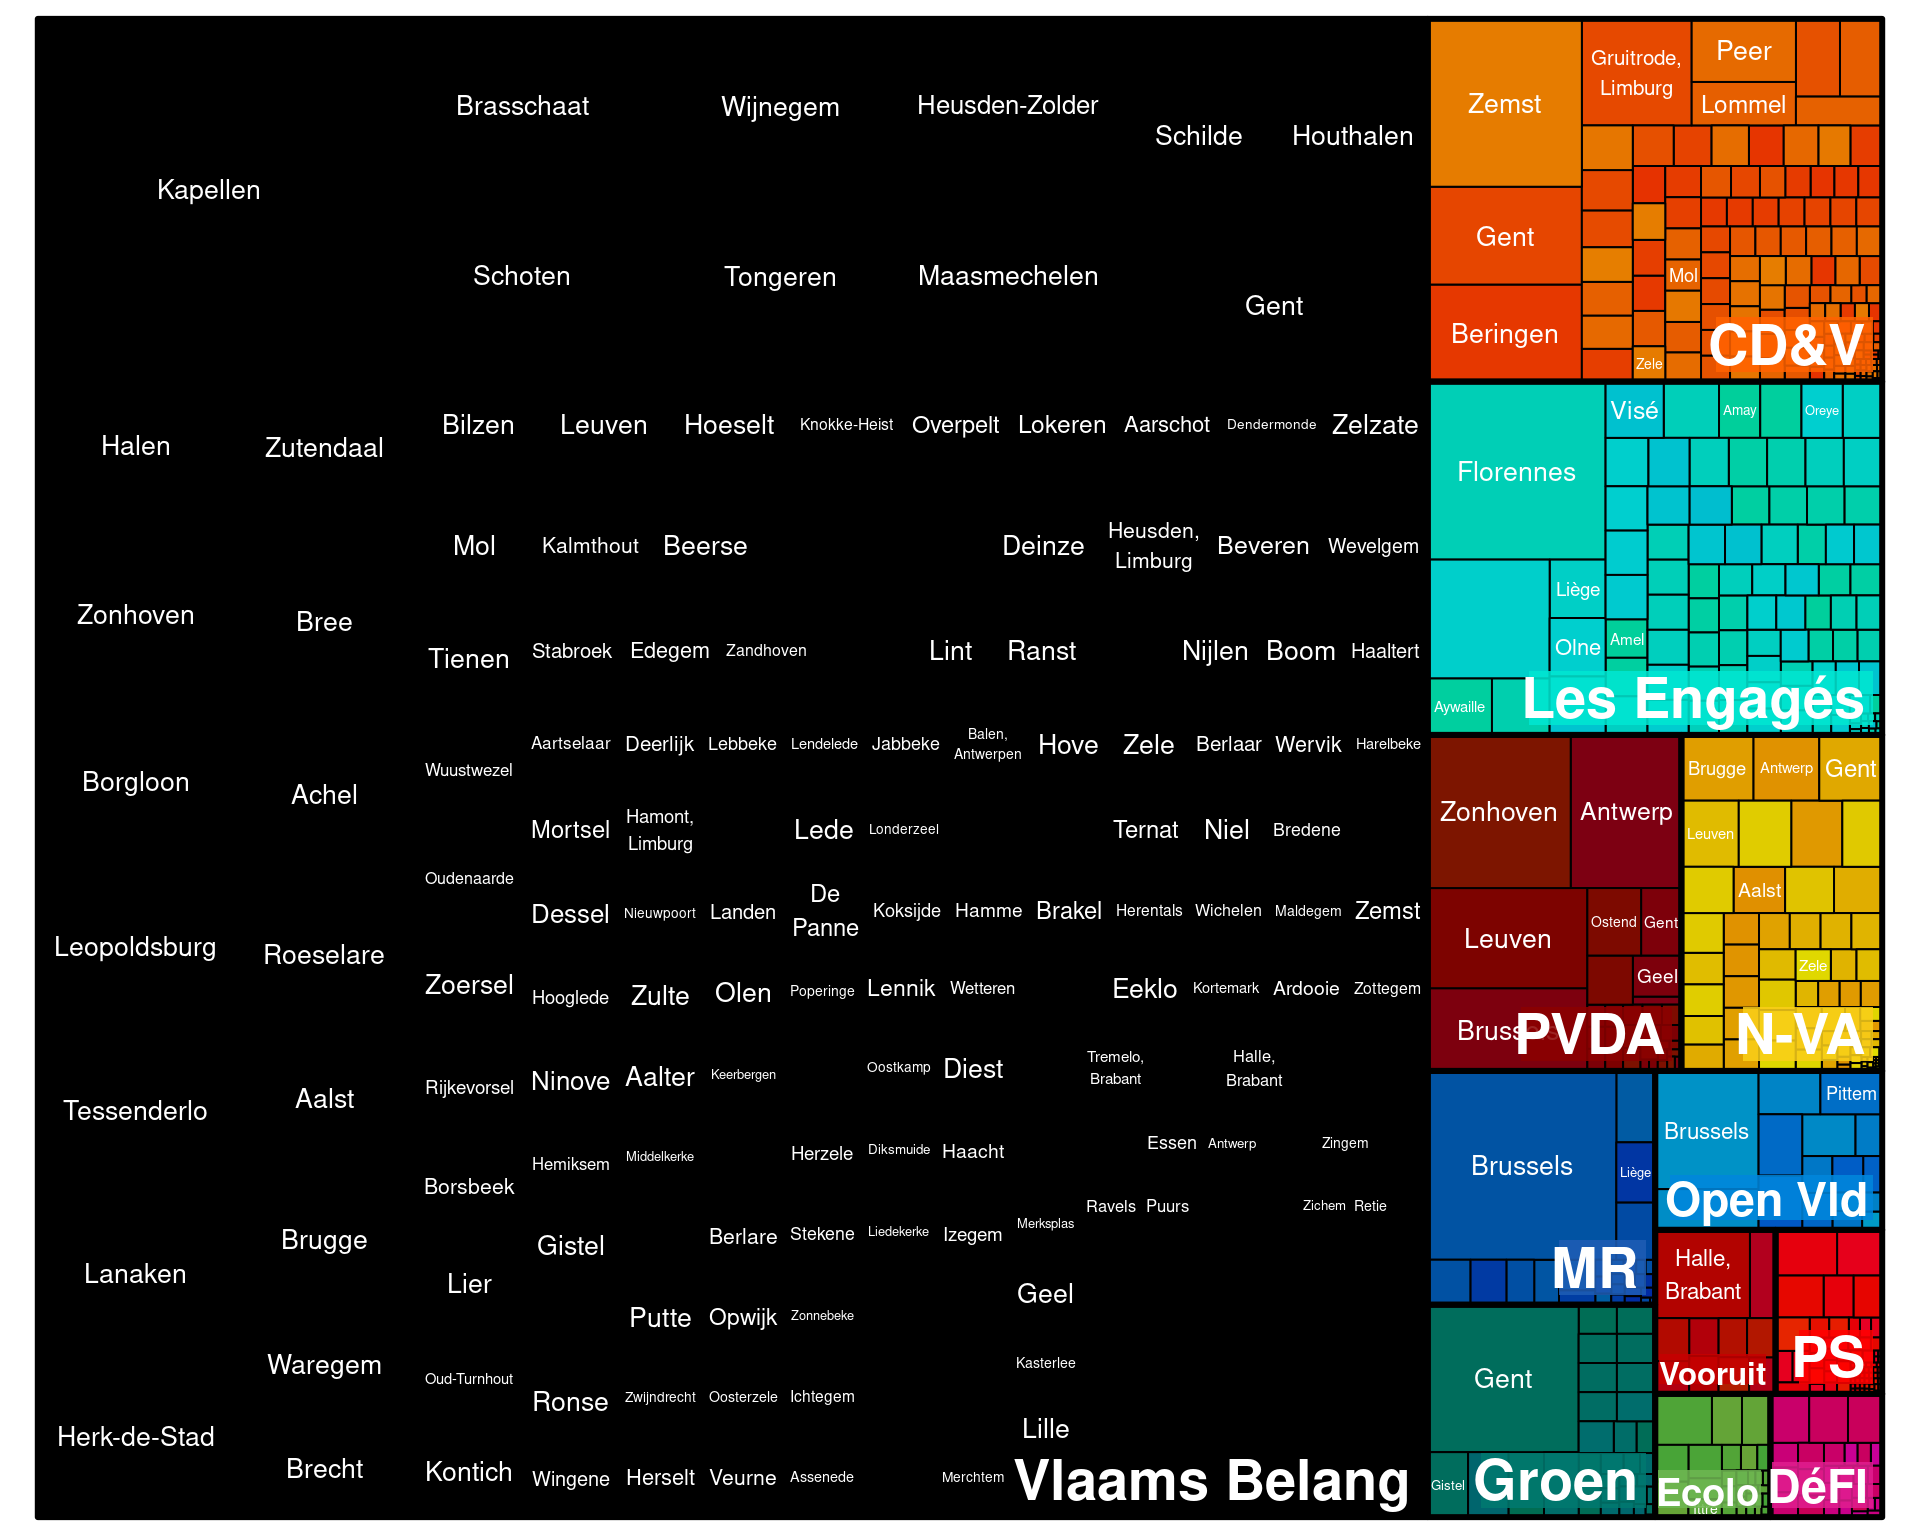 Kapellen
Brasschaat
Wijnegem
Heusden-Zolder
Schilde
Houthalen
Schoten
Tongeren
Maasmechelen
Gent
Halen
Zutendaal
Zonhoven
Bree
Borgloon
Achel
Leopoldsburg
Roeselare
Tessenderlo
Aalst
Lanaken
Brugge
Waregem
Herk-de-Stad
Brecht
Bilzen
Leuven
Hoeselt
Knokke-Heist
Overpelt
Lokeren
Aarschot
Dendermonde
Zelzate
Mol
Kalmthout
Beerse
Deinze
Heusden,
Limburg
Beveren
Wevelgem
Tienen
Stabroek
Edegem
Zandhoven
Lint
Ranst
Nijlen
Boom
Haaltert
Wuustwezel
Aartselaar
Deerlijk
Lebbeke
Lendelede
Jabbeke
Balen,
Antwerpen
Hove
Zele
Berlaar
Wervik
Harelbeke
Mortsel
Hamont,
Limburg
Lede
Londerzeel
Ternat
Niel
Bredene
Oudenaarde
Dessel
Nieuwpoort
Landen
De
Panne
Koksijde
Hamme
Brakel
Herentals
Wichelen
Maldegem
Zemst
Zoersel
Hooglede
Zulte
Olen
Poperinge
Lennik
Wetteren
Eeklo
Kortemark
Ardooie
Zottegem
Rijkevorsel
Ninove
Aalter
Keerbergen
Oostkamp
Diest
Tremelo,
Brabant
Halle,
Brabant
Borsbeek
Hemiksem
Middelkerke
Herzele
Diksmuide
Haacht
Essen
Antwerp
Zingem
Lier
Gistel
Berlare
Stekene
Liedekerke
Izegem
Merksplas
Ravels
Puurs
Zichem
Retie
Putte
Opwijk
Zonnebeke
Geel
Oud-Turnhout
Ronse
Zwijndrecht
Oosterzele
Ichtegem
Kasterlee
Lille
Kontich
Wingene
Herselt
Veurne
Assenede
Merchtem
Vlaams Belang
Zemst
Gruitrode,
Limburg
Peer
Lommel
Gent
Beringen
Mol
Zele
CD&V
Florennes
Visé
Amay
Oreye
Liège
Olne
Amel
Aywaille
Les Engagés
Zonhoven
Antwerp
Leuven
Ostend
Gent
Geel
Brussels
PVDA
Brugge
Antwerp
Gent
Leuven
Aalst
Zele
N-VA
Brussels
Liège
MR
Brussels
Pittem
Open Vld
Halle,
Brabant
Vooruit
PS
Gent
Gistel
Groen
Ecolo
DéFI